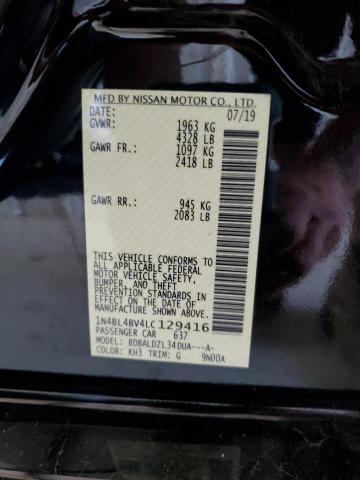 MFD BY NISSAN MOTOR CO., LTD.
DATE: 07/19
GVWR: 1963 KG
4328 LB
GAWR FR.: 1097 KG
2418 LB
GAWR RR.: 945 KG
2083 LB
THIS VEHICLE CONFORMS TO
ALL APPLICABLE FEDERAL
MOTOR VEHICLE SAFETY,
BUMPER, AND THEFT
PREVENTION STANDARDS IN
EFFECT ON THE DATE OF
MANUFACTURE SHOWN ABOVE.
1N4BL4BV4LC129416
PASSENGER CAR 637
MODEL: BDBALDZL34DUA---A-
COLOR: KH3 TRIM: G 9N00A